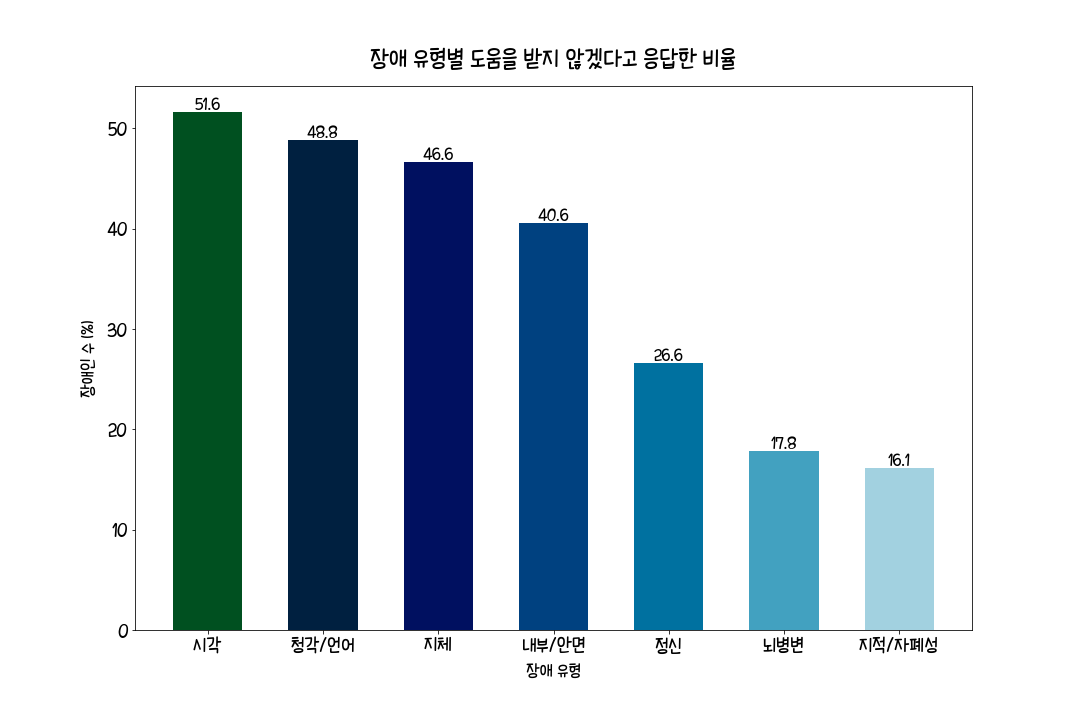 장애 유형별 도움을 받지 않겠다고 응답한 비율
51.6
48.8
46.6
40.6
26.6
17.8
16.1
50
40
30
20
10
0
장애인 수 (%)
시각
청각/언어
지체
내부/안면
정신
뇌병변
지적/자폐성
장애 유형